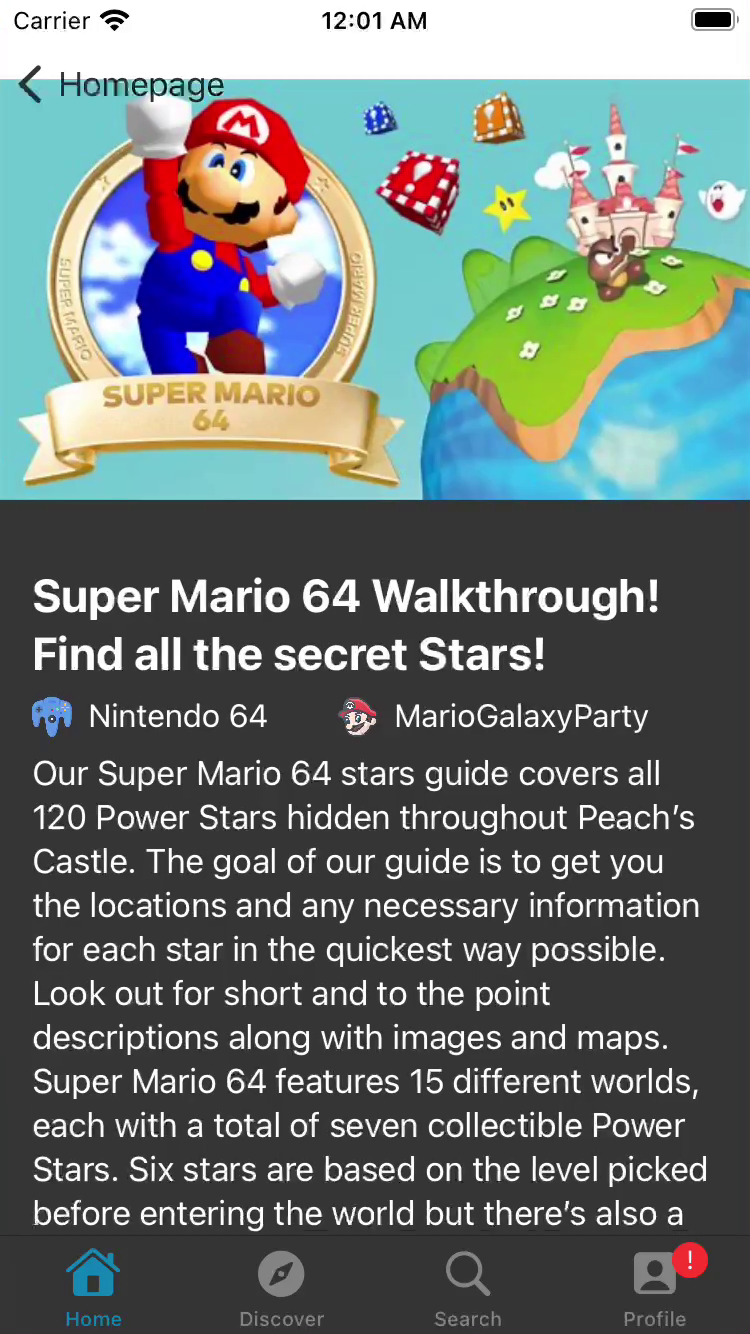 Carrier 12:01 AM
Homepage
SUPER MARIO
SUPER MARIO
SUPER MARIO
64
Super Mario 64 Walkthrough!
Find all the secret Stars!
Nintendo 64 MarioGalaxyParty
Our Super Mario 64 stars guide covers all
120 Power Stars hidden throughout Peach’s
Castle. The goal of our guide is to get you
the locations and any necessary information
for each star in the quickest way possible.
Look out for short and to the point
descriptions along with images and maps.
Super Mario 64 features 15 different worlds,
each with a total of seven collectible Power
Stars. Six stars are based on the level picked
before entering the world but there’s also a
!
Home Discover Search Profile